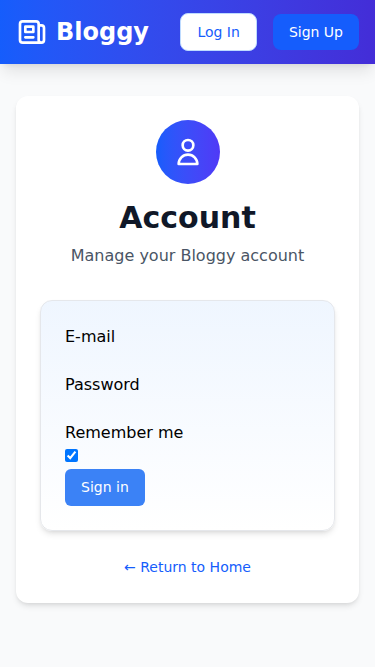 Bloggy
Log In
Sign Up
Account
Manage your Bloggy account
E-mail
Password
Remember me
Sign in
← Return to Home